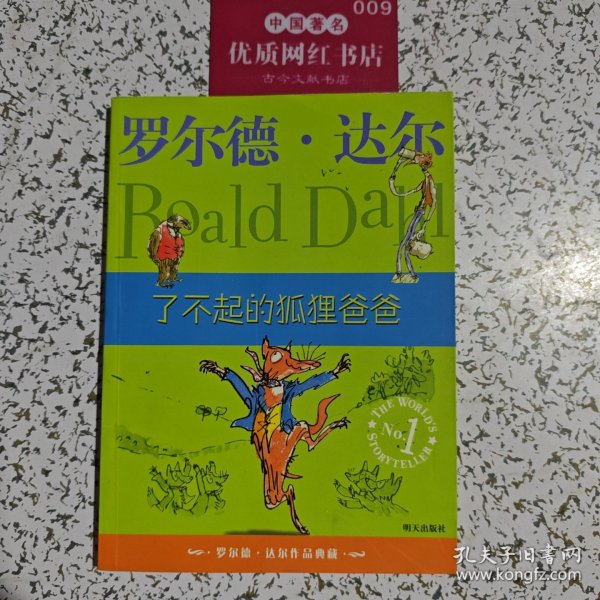 009
中国著名
优质网红书店
古今文献书店
罗尔德·达尔
Roald Dahl
了不起的狐狸爸爸
THE WORLD'S
No.1
STORYTELLER
明天出版社
·罗尔德·达尔作品典藏·
孔夫子旧书网
www.kongfz.com